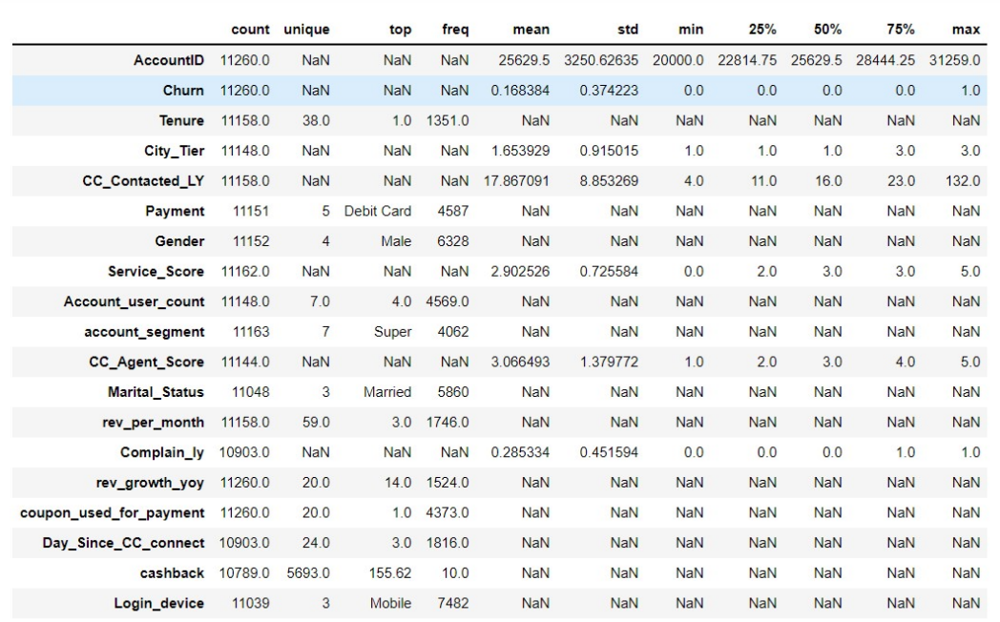 count unique top freq mean std min 25% 50% 75% max
AccountID 11260.0 NaN NaN NaN 25629.5 3250.62635 20000.0 22814.75 25629.5 28444.25 31259.0
Churn 11260.0 NaN NaN NaN 0.168384 0.374223 0.0 0.0 0.0 0.0 1.0
Tenure 11158.0 38.0 1.0 1351.0 NaN NaN NaN NaN NaN NaN NaN
City_Tier 11148.0 NaN NaN NaN 1.653929 0.915015 1.0 1.0 1.0 3.0 3.0
CC_Contacted_LY 11158.0 NaN NaN NaN 17.867091 8.853269 4.0 11.0 16.0 23.0 132.0
Payment 11151 5 Debit Card 4587 NaN NaN NaN NaN NaN NaN NaN
Gender 11152 4 Male 6328 NaN NaN NaN NaN NaN NaN NaN
Service_Score 11162.0 NaN NaN NaN 2.902526 0.725584 0.0 2.0 3.0 3.0 5.0
Account_user_count 11148.0 7.0 4.0 4569.0 NaN NaN NaN NaN NaN NaN NaN
account_segment 11163 7 Super 4062 NaN NaN NaN NaN NaN NaN NaN
CC_Agent_Score 11144.0 NaN NaN NaN 3.066493 1.379772 1.0 2.0 3.0 4.0 5.0
Marital_Status 11048 3 Married 5860 NaN NaN NaN NaN NaN NaN NaN
rev_per_month 11158.0 59.0 3.0 1746.0 NaN NaN NaN NaN NaN NaN NaN
Complain_ly 10903.0 NaN NaN NaN 0.285334 0.451594 0.0 0.0 0.0 1.0 1.0
rev_growth_yoy 11260.0 20.0 14.0 1524.0 NaN NaN NaN NaN NaN NaN NaN
coupon_used_for_payment 11260.0 20.0 1.0 4373.0 NaN NaN NaN NaN NaN NaN NaN
Day_Since_CC_connect 10903.0 24.0 3.0 1816.0 NaN NaN NaN NaN NaN NaN NaN
cashback 10789.0 5693.0 155.62 10.0 NaN NaN NaN NaN NaN NaN NaN
Login_device 11039 3 Mobile 7482 NaN NaN NaN NaN NaN NaN NaN